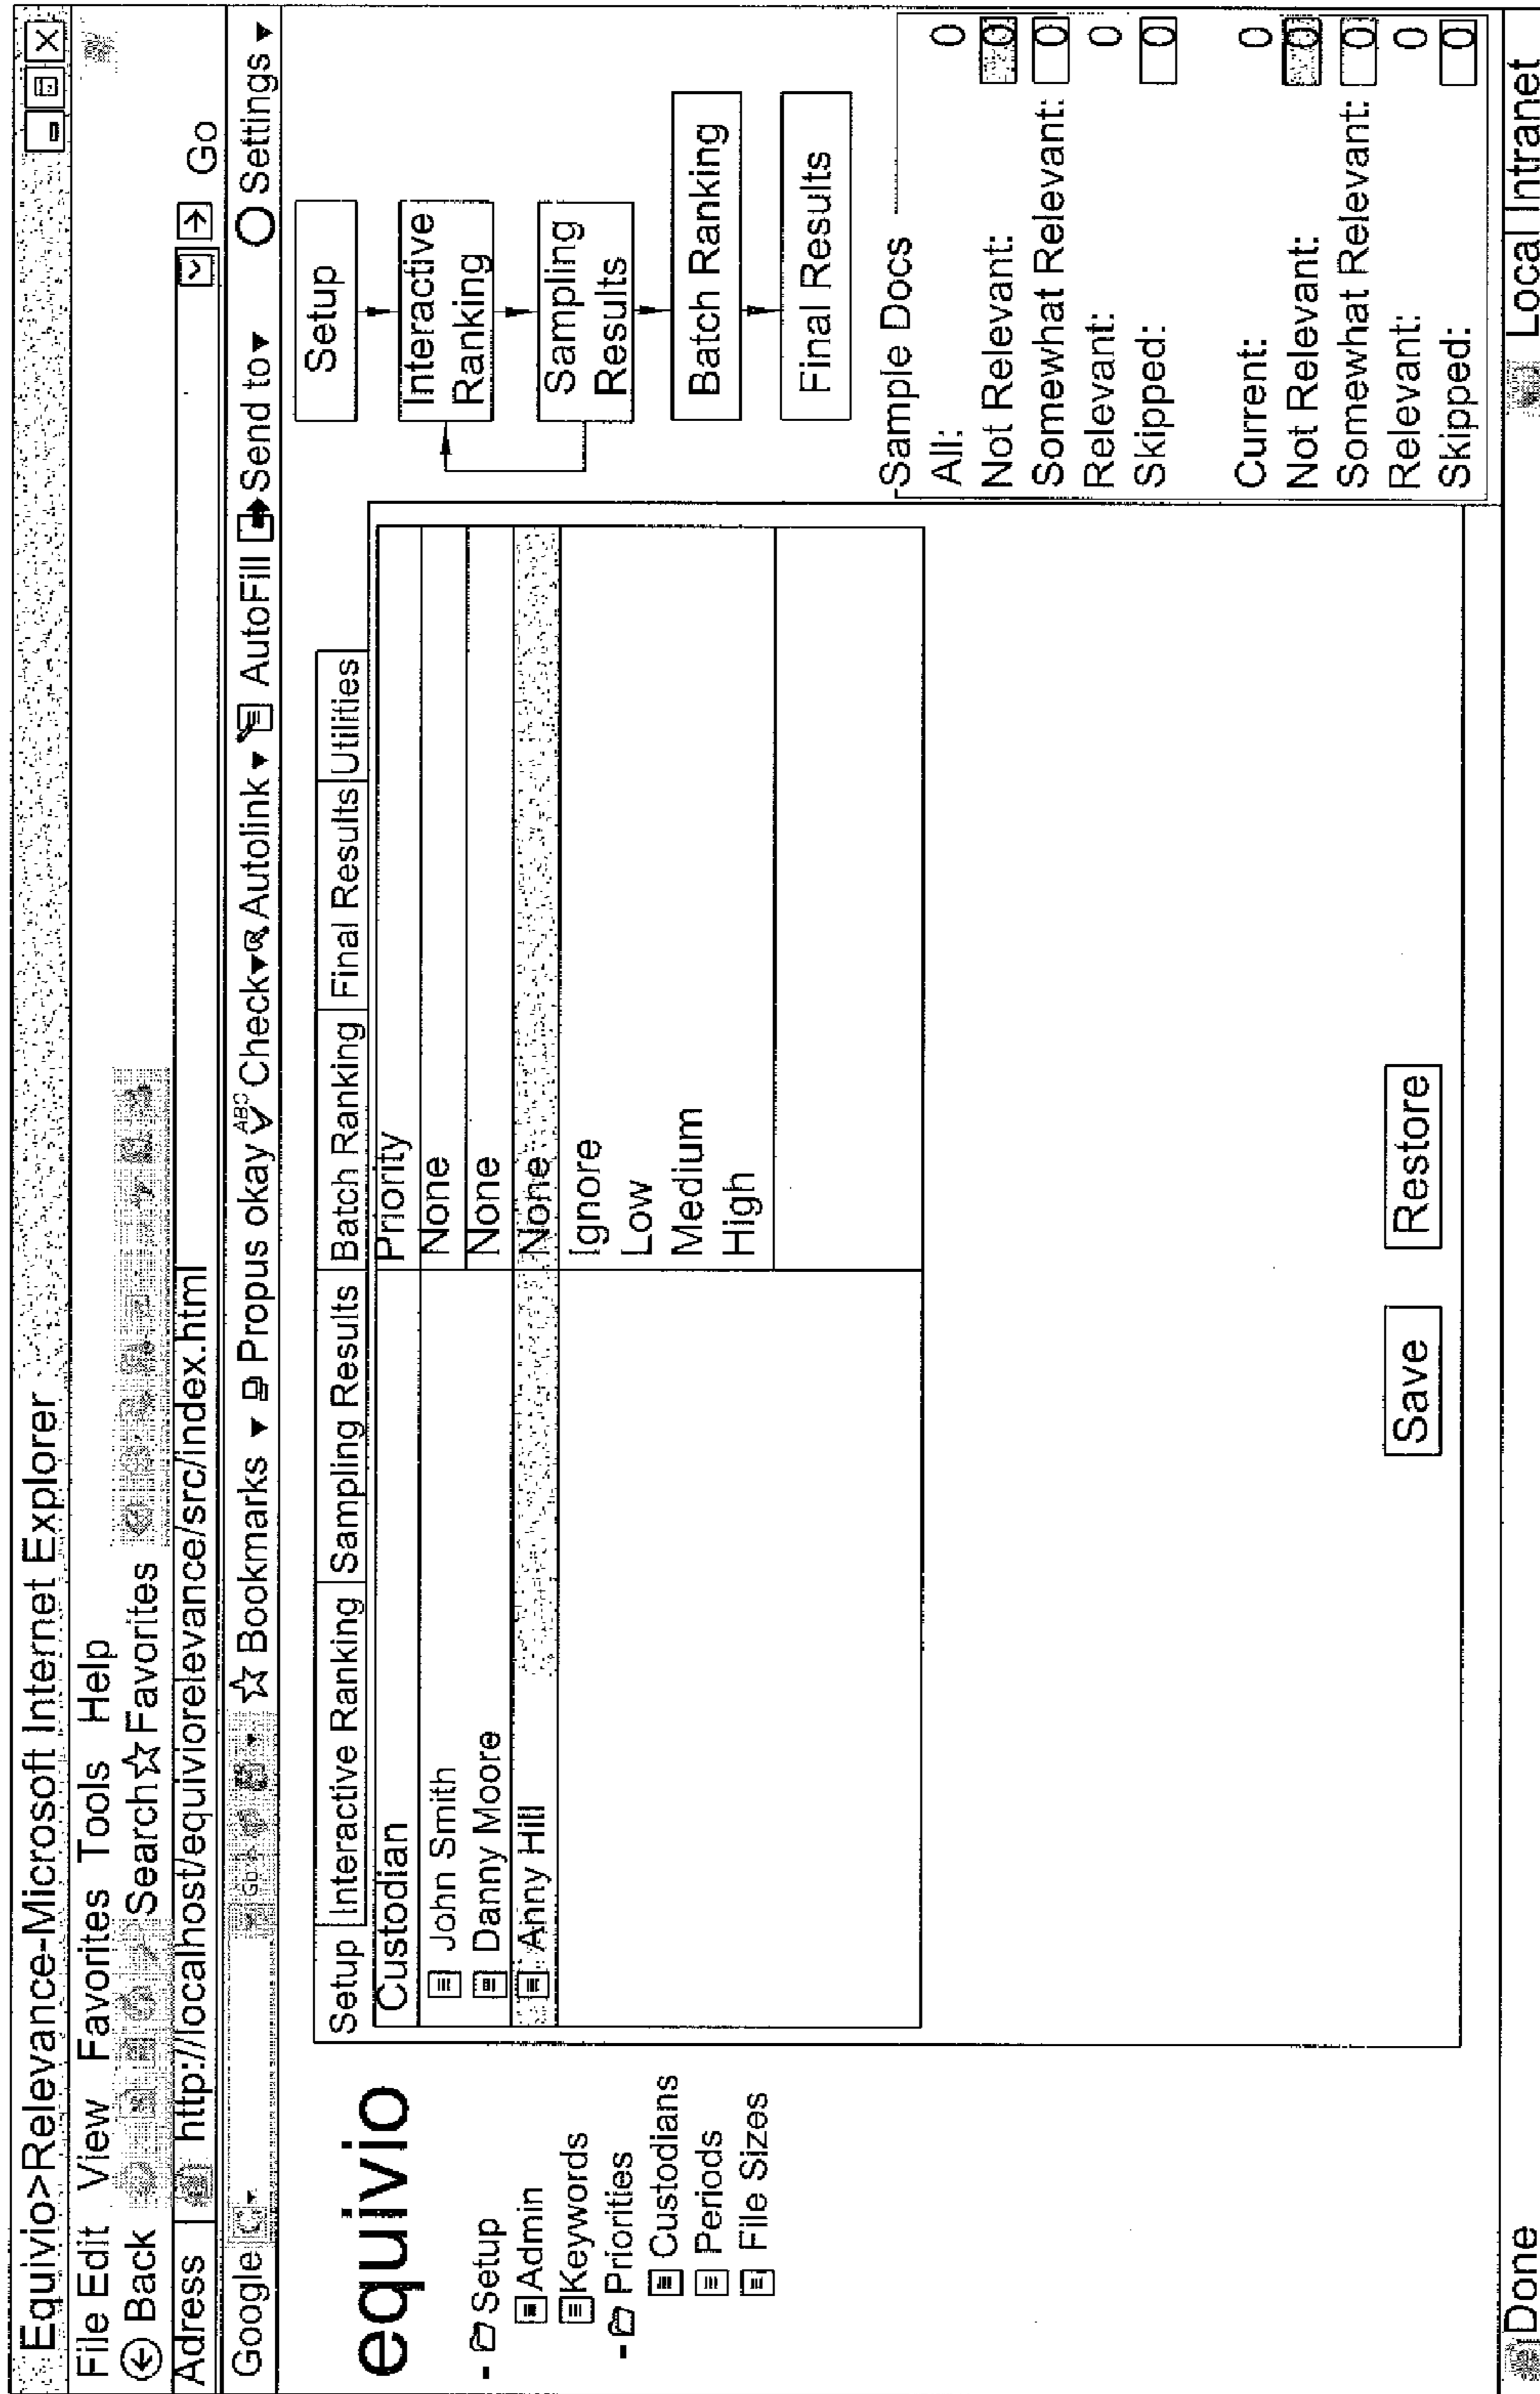 Equivio>Relevance-Microsoft Internet Explorer
File Edit View Favorites Tools Help
Back Search Favorites
Adress http://localhost/equiviorelevance/src/index.html Go
Google Go Bookmarks Propus okay ABC Check Autolink AutoFill Send to Settings
equivio
- Setup
Admin
Keywords
- Priorities
Custodians
Periods
File Sizes
Setup Interactive Ranking Sampling Results Batch Ranking Final Results Utilities
Custodian Priority
John Smith None
Danny Moore None
Anny Hill None
Ignore
Low
Medium
High
Save Restore
Setup
Interactive
Ranking
Sampling
Results
Batch Ranking
Final Results
Sample Docs
All: 0
Not Relevant: 0
Somewhat Relevant: 0
Relevant: 0
Skipped: 0
Current: 0
Not Relevant: 0
Somewhat Relevant: 0
Relevant: 0
Skipped: 0
Done Local Intranet